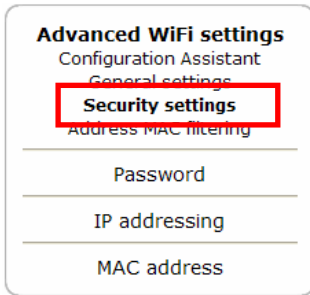 Advanced WiFi settings
Configuration Assistant
General settings
Security settings
Address MAC filtering
Password
IP addressing
MAC address